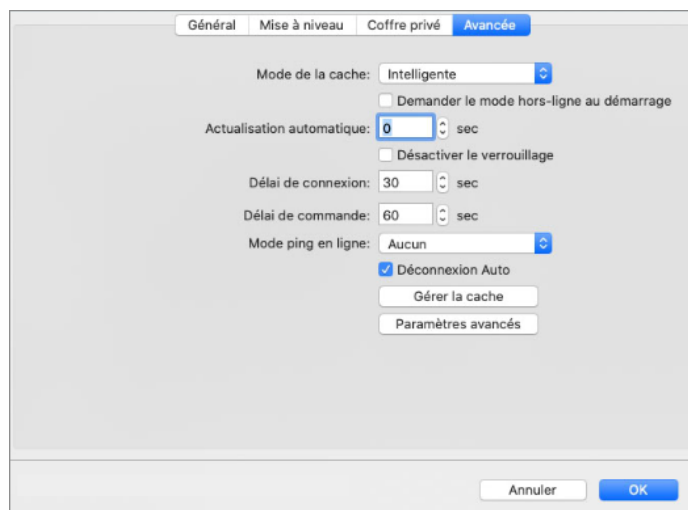 Général Mise à niveau Coffre privé Avancée
Mode de la cache: Intelligente
Demander le mode hors-ligne au démarrage
Actualisation automatique: 0 sec
Désactiver le verrouillage
Délai de connexion: 30 sec
Délai de commande: 60 sec
Mode ping en ligne: Aucun
Déconnexion Auto
Gérer la cache
Paramètres avancés
Annuler OK